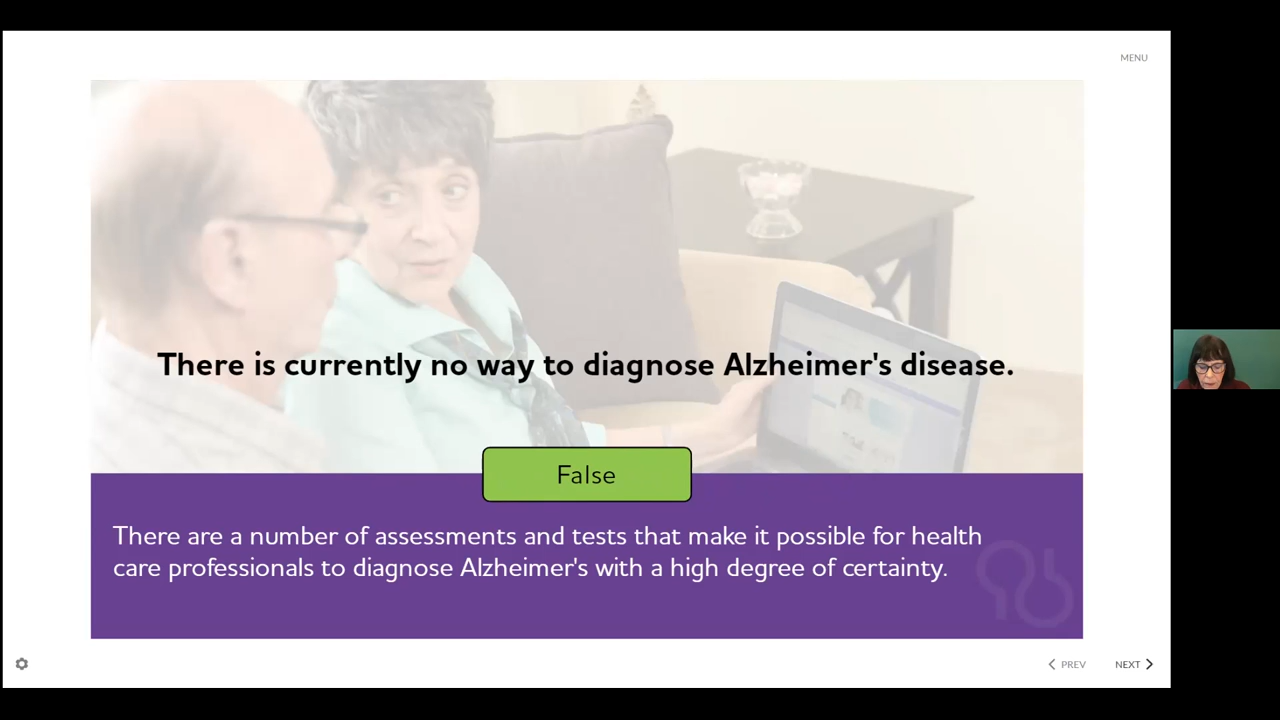 MENU
There is currently no way to diagnose Alzheimer's disease.
False
There are a number of assessments and tests that make it possible for health
care professionals to diagnose Alzheimer's with a high degree of certainty.
PREV
NEXT